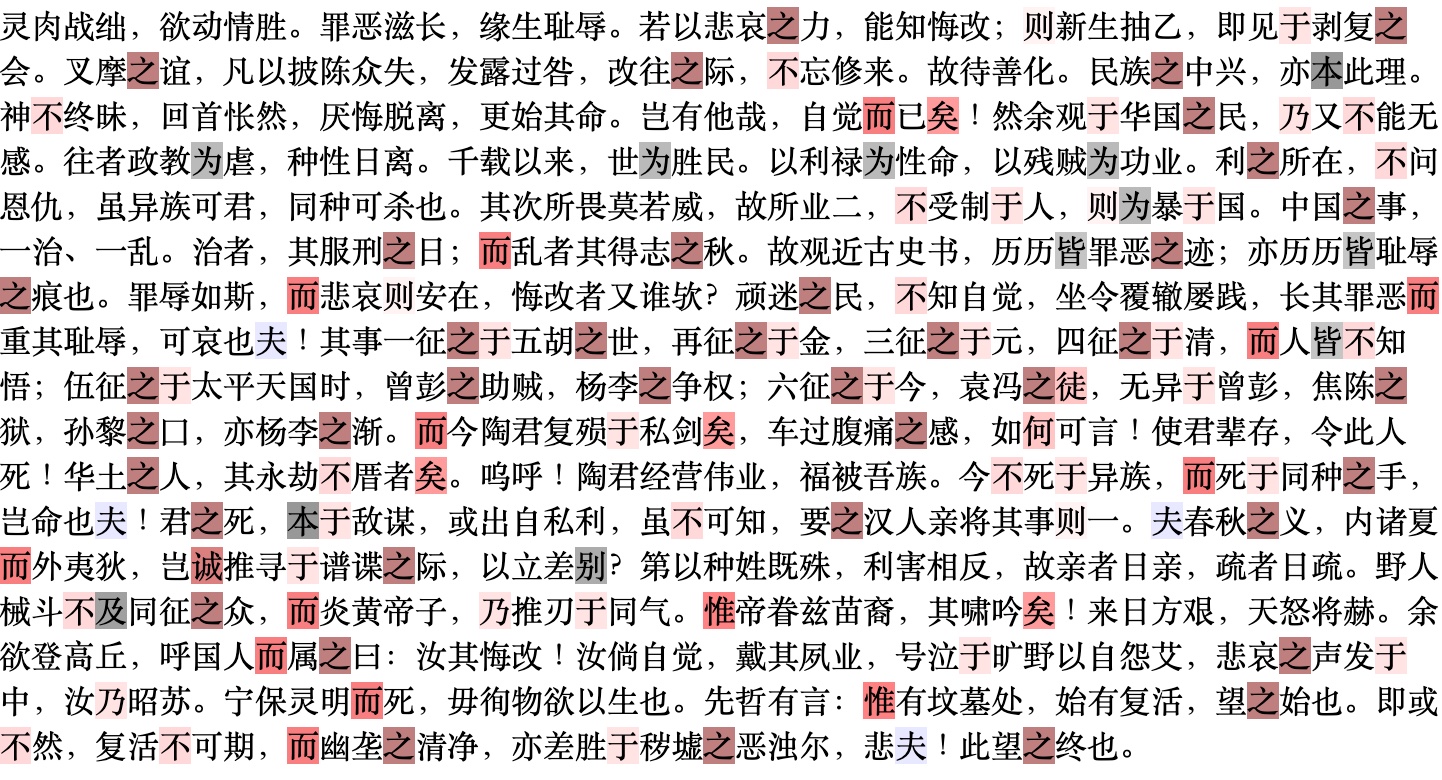 灵肉战绌，欲动情胜。罪恶滋长，缘生耻辱。若以悲哀之力，能知悔改；则新生抽乙，即见于剥复之
会。叉摩之谊，凡以披陈众失，发露过咎，改往之际，不忘修来。故待善化。民族之中兴，亦本此理。
神不终昧，回首怅然，厌悔脱离，更始其命。岂有他哉，自觉而已矣！然余观于华国之民，乃又不能无
感。往者政教为虐，种性日离。千载以来，世为胜民。以利禄为性命，以残贼为功业。利之所在，不问
恩仇，虽异族可君，同种可杀也。其次所畏莫若威，故所业二，不受制于人，则为暴于国。中国之事，
一治、一乱。治者，其服刑之日；而乱者其得志之秋。故观近古史书，历历皆罪恶之迹；亦历历皆耻辱
之痕也。罪辱如斯，而悲哀则安在，悔改者又谁欤？顽迷之民，不知自觉，坐令覆辙屡践，长其罪恶而
重其耻辱，可哀也夫！其事一征之于五胡之世，再征之于金，三征之于元，四征之于清，而人皆不知
悟；伍征之于太平天国时，曾彭之助贼，杨李之争权；六征之于今，袁冯之徒，无异于曾彭，焦陈之
狱，孙黎之囗，亦杨李之渐。而今陶君复殒于私剑矣，车过腹痛之感，如何可言！使君辈存，令此人
死！华土之人，其永劫不厝者矣。呜呼！陶君经营伟业，福被吾族。今不死于异族，而死于同种之手，
岂命也夫！君之死，本于敌谋，或出自私利，虽不可知，要之汉人亲将其事则一。夫春秋之义，内诸夏
而外夷狄，岂诚推寻于谱谍之际，以立差别？第以种姓既殊，利害相反，故亲者日亲，疏者日疏。野人
械斗不及同征之众，而炎黄帝子，乃推刃于同气。惟帝眷兹苗裔，其啸吟矣！来日方艰，天怒将赫。余
欲登高丘，呼国人而属之曰：汝其悔改！汝倘自觉，戴其夙业，号泣于旷野以自怨艾，悲哀之声发于
中，汝乃昭苏。宁保灵明而死，毋徇物欲以生也。先哲有言：惟有坟墓处，始有复活，望之始也。即或
不然，复活不可期，而幽垄之清净，亦差胜于秽墟之恶浊尔，悲夫！此望之终也。